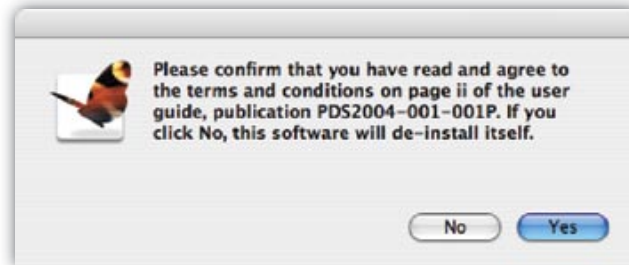 Please confirm that you have read and agree to
the terms and conditions on page ii of the user
guide, publication PDS2004-001-001P. If you
click No, this software will de-install itself.
No
Yes